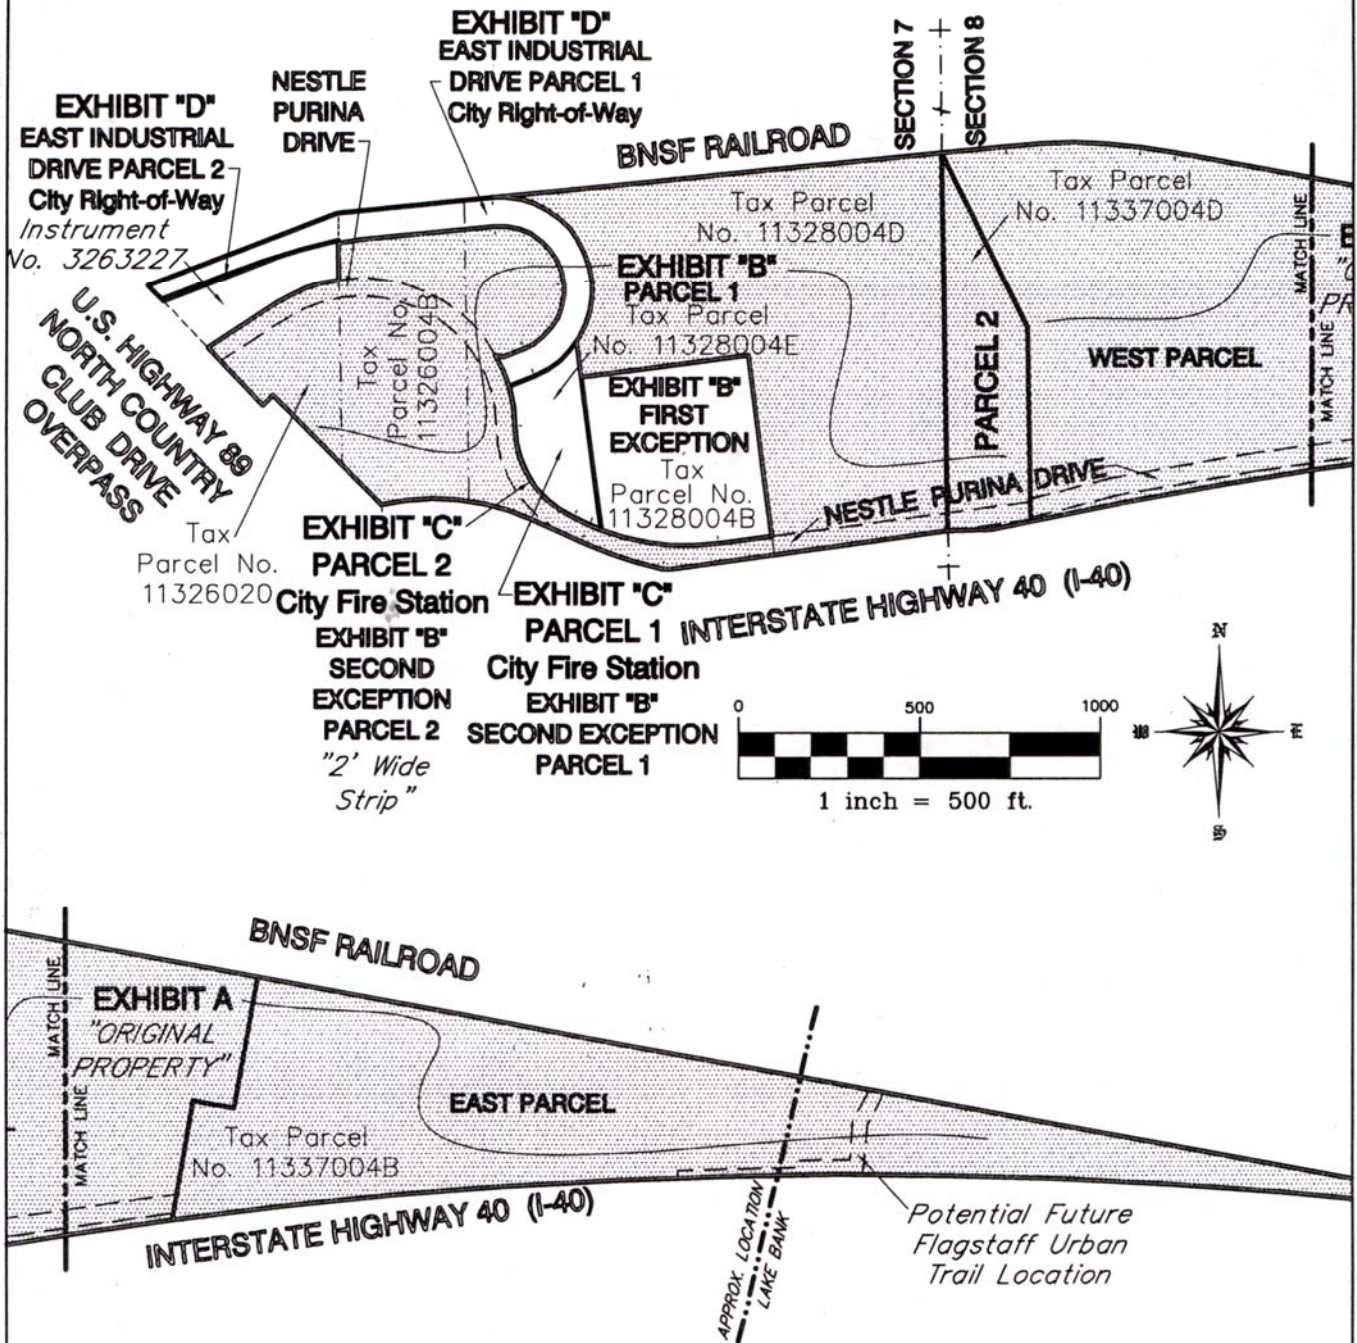 EXHIBIT "D"
EAST INDUSTRIAL
DRIVE PARCEL 1
City Right-of-Way
NESTLE
PURINA
DRIVE
EXHIBIT "D"
EAST INDUSTRIAL
DRIVE PARCEL 2
City Right-of-Way
Instrument
No. 3263227
SECTION 7
SECTION 8
BNSF RAILROAD
Tax Parcel
No. 11328004D
Tax Parcel
No. 11337004D
MATCH LINE
MATCH LINE
U.S. HIGHWAY 89
NORTH COUNTRY
CLUB DRIVE
OVERPASS
Tax
Parcel No.
11326004B
EXHIBIT "B"
PARCEL 1
Tax Parcel
No. 11328004E
PARCEL 2
WEST PARCEL
EXHIBIT "B"
FIRST
EXCEPTION
Tax
Parcel No.
11328004B
NESTLE PURINA DRIVE
Tax
Parcel No.
11326020
EXHIBIT "C"
PARCEL 2
City Fire Station
EXHIBIT "B"
SECOND
EXCEPTION
PARCEL 2
"2' Wide
Strip"
EXHIBIT "C"
PARCEL 1
City Fire Station
EXHIBIT "B"
SECOND EXCEPTION
PARCEL 1
INTERSTATE HIGHWAY 40 (I-40)
0 500 1000
1 inch = 500 ft.
N
W E
S
BNSF RAILROAD
MATCH LINE
MATCH LINE
EXHIBIT A
"ORIGINAL
PROPERTY"
EAST PARCEL
Tax Parcel
No. 11337004B
INTERSTATE HIGHWAY 40 (I-40)
APPROX. LOCATION
LAKE BANK
Potential Future
Flagstaff Urban
Trail Location